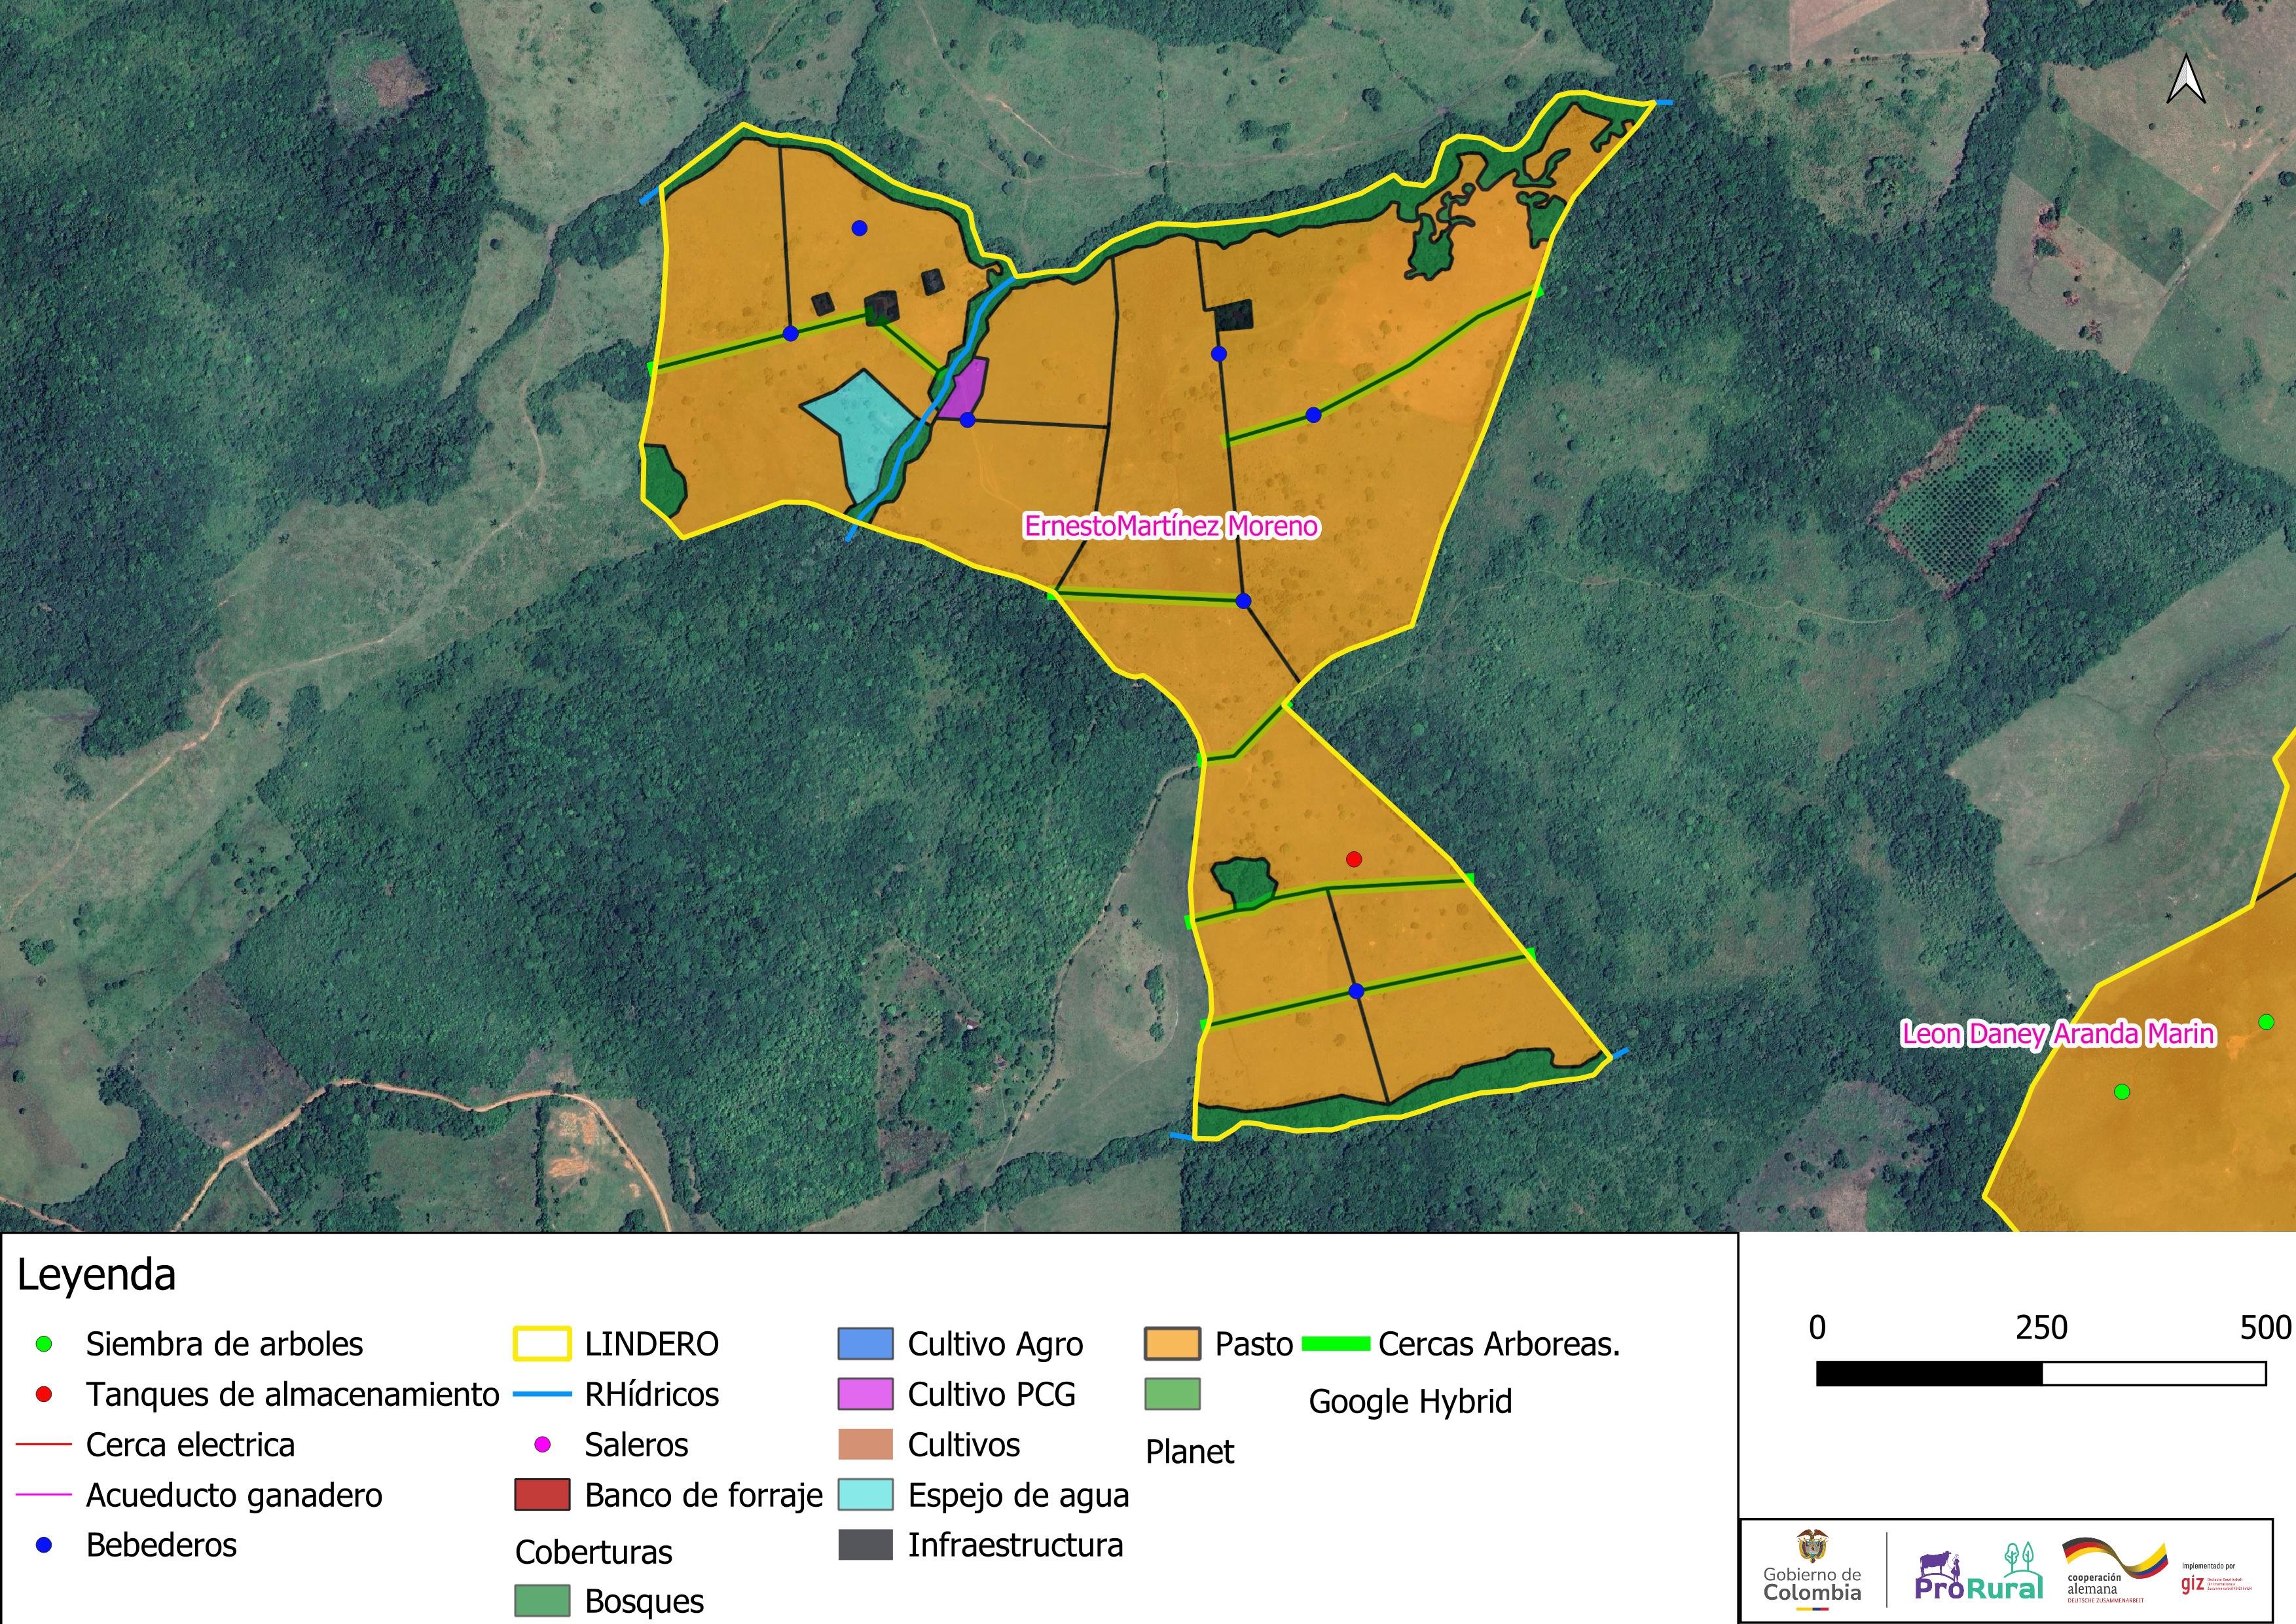 ErnestoMartínez Moreno
Leon Daney Aranda Marin
Leyenda
Siembra de arboles
Tanques de almacenamiento
Cerca electrica
Acueducto ganadero
Bebederos
LINDERO
RHídricos
Saleros
Banco de forraje
Coberturas
Bosques
Cultivo Agro
Cultivo PCG
Cultivos
Espejo de agua
Infraestructura
Pasto
Planet
Cercas Arboreas.
Google Hybrid
0 250 500
Gobierno de
Colombia
ProRural
cooperación
alemana
DEUTSCHE ZUSAMMENARBEIT
Implementado por
giz